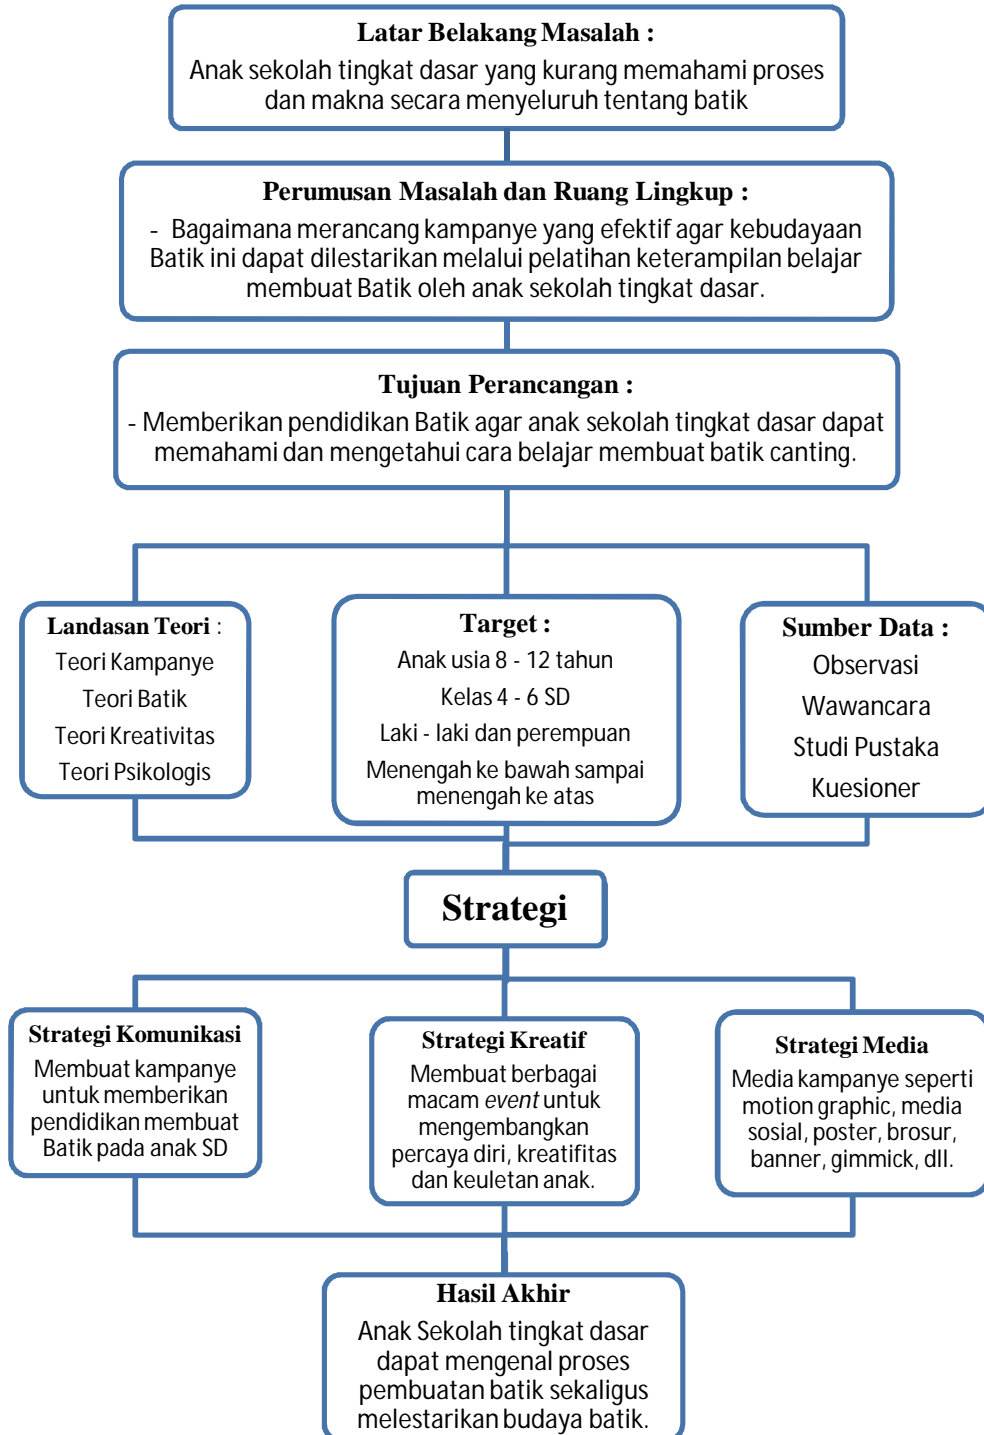 Latar Belakang Masalah :
Anak sekolah tingkat dasar yang kurang memahami proses
dan makna secara menyeluruh tentang batik
Perumusan Masalah dan Ruang Lingkup :
- Bagaimana merancang kampanye yang efektif agar kebudayaan
Batik ini dapat dilestarikan melalui pelatihan keterampilan belajar
membuat Batik oleh anak sekolah tingkat dasar.
Tujuan Perancangan :
- Memberikan pendidikan Batik agar anak sekolah tingkat dasar dapat
memahami dan mengetahui cara belajar membuat batik canting.
Landasan Teori :
Teori Kampanye
Teori Batik
Teori Kreativitas
Teori Psikologis
Target :
Anak usia 8 - 12 tahun
Kelas 4 - 6 SD
Laki - laki dan perempuan
Menengah ke bawah sampai
menengah ke atas
Sumber Data :
Observasi
Wawancara
Studi Pustaka
Kuesioner
Strategi
Strategi Komunikasi
Membuat kampanye
untuk memberikan
pendidikan membuat
Batik pada anak SD
Strategi Kreatif
Membuat berbagai
macam event untuk
mengembangkan
percaya diri, kreatifitas
dan keuletan anak.
Strategi Media
Media kampanye seperti
motion graphic, media
sosial, poster, brosur,
banner, gimmick, dll.
Hasil Akhir
Anak Sekolah tingkat dasar
dapat mengenal proses
pembuatan batik sekaligus
melestarikan budaya batik.